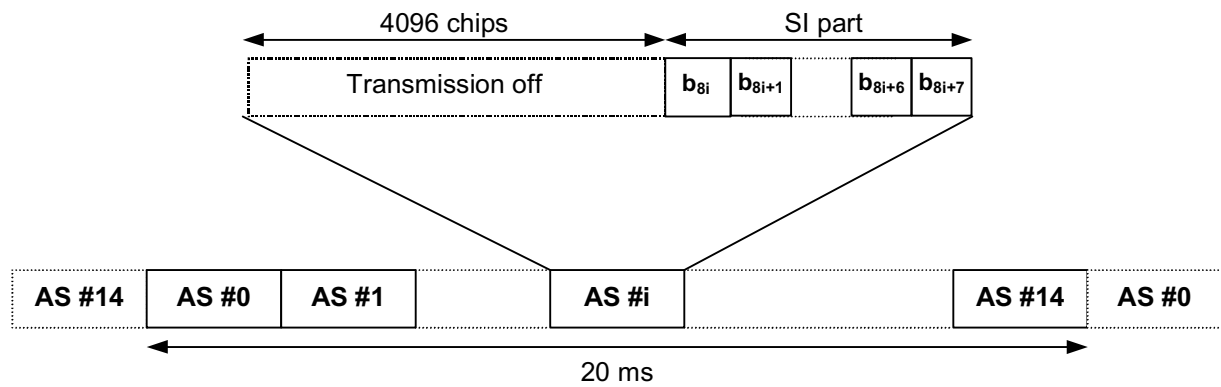 4096 chips SI part
Transmission off b8i b8i+1 b8i+6 b8i+7
AS #14 AS #0 AS #1 AS #i AS #14 AS #0
20 ms